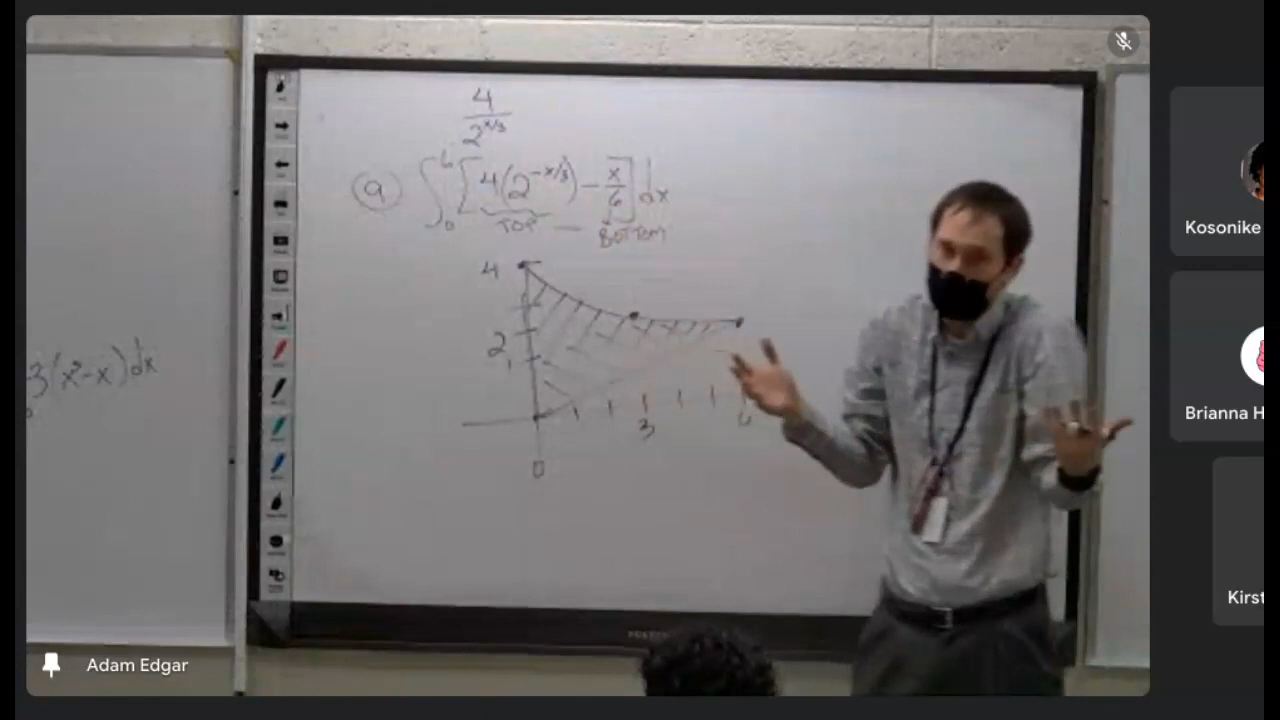 4
2^x/3
a ∫₀⁶ [4(2^-x/3) - x/6] dx
TOP — BOTTOM
4
2
1
3
6
0
3(x²-x)dx
Kosonike
Brianna H
Kirst
Adam Edgar